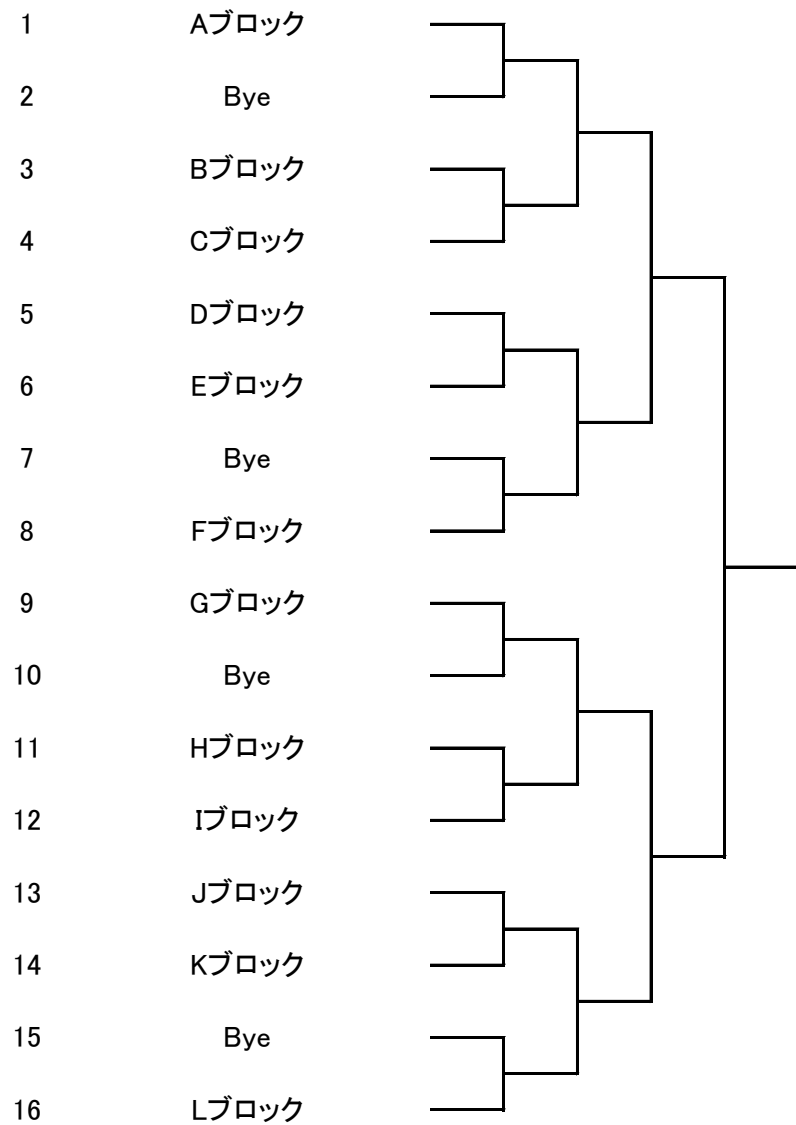 1 Aブロック
2 Bye
3 Bブロック
4 Cブロック
5 Dブロック
6 Eブロック
7 Bye
8 Fブロック
9 Gブロック
10 Bye
11 Hブロック
12 Iブロック
13 Jブロック
14 Kブロック
15 Bye
16 Lブロック